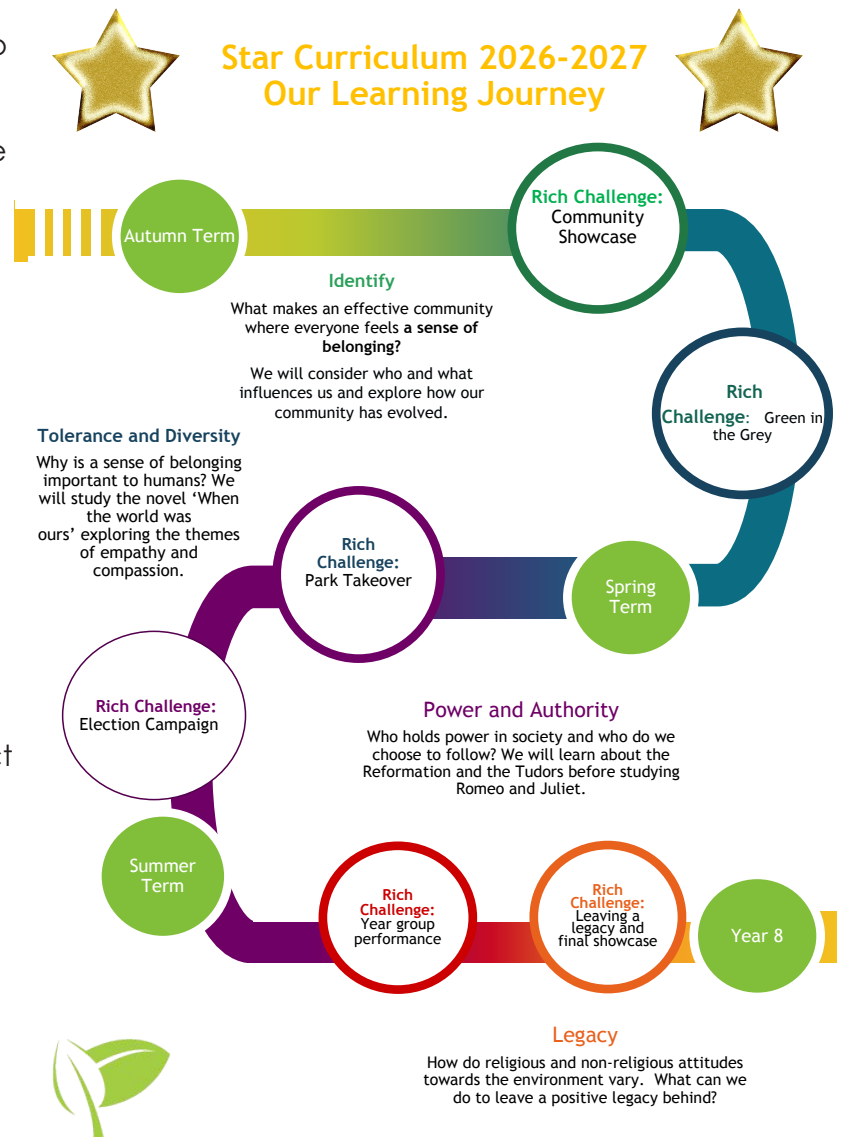 Star Curriculum 2026-2027
Our Learning Journey
Autumn Term
Rich Challenge:
Community
Showcase
Identify
What makes an effective community
where everyone feels a sense of
belonging?
We will consider who and what
influences us and explore how our
community has evolved.
Rich
Challenge: Green in
the Grey
Tolerance and Diversity
Why is a sense of belonging
important to humans? We
will study the novel ‘When
the world was
ours’ exploring the themes
of empathy and
compassion.
Rich
Challenge:
Park Takeover
Spring
Term
Rich Challenge:
Election Campaign
Power and Authority
Who holds power in society and who do we
choose to follow? We will learn about the
Reformation and the Tudors before studying
Romeo and Juliet.
Summer
Term
Rich
Challenge:
Year group
performance
Rich
Challenge:
Leaving a
legacy and
final showcase
Year 8
Legacy
How do religious and non-religious attitudes
towards the environment vary. What can we
do to leave a positive legacy behind?